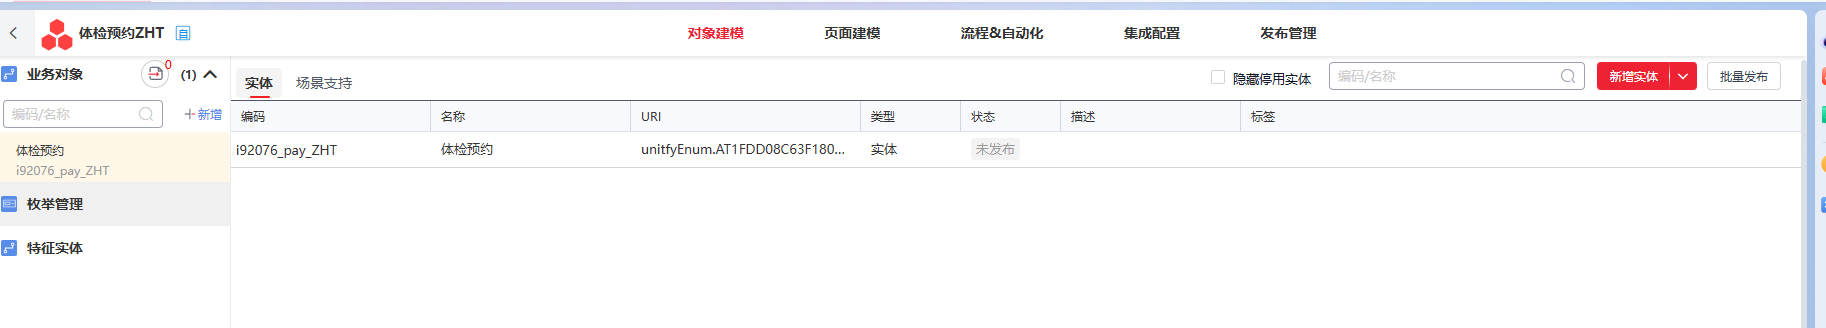 体检预约ZHT
对象建模
页面建模
流程&自动化
集成配置
发布管理
业务对象
0
(1)
编码/名称
新增
体检预约
i92076_pay_ZHT
枚举管理
特征实体
实体
场景支持
隐藏停用实体
编码/名称
新增实体
批量发布
编码 名称 URI 类型 状态 描述 标签
i92076_pay_ZHT 体检预约 unitfyEnum.AT1FDD08C63F180... 实体 未发布